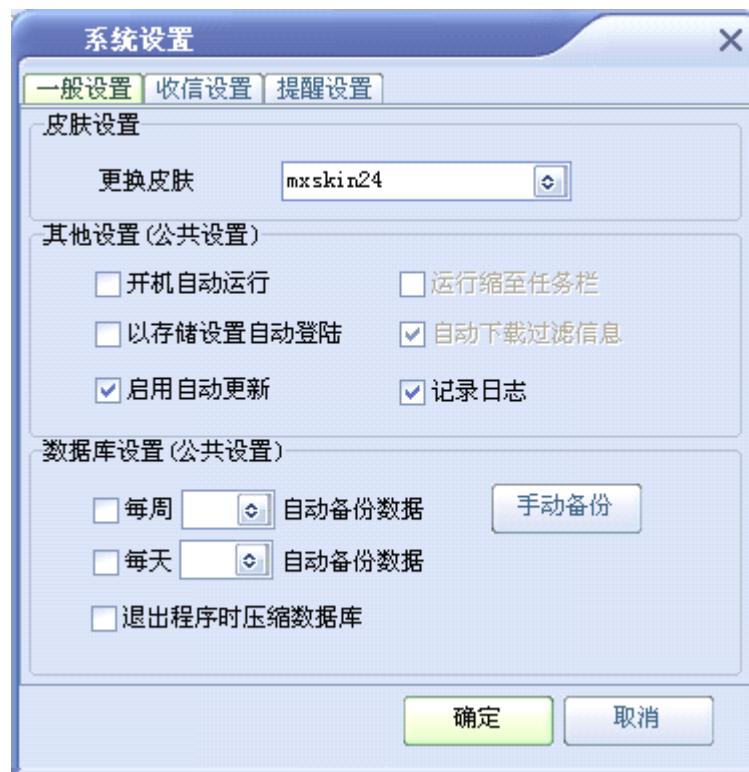 系统设置
一般设置 收信设置 提醒设置
皮肤设置
更换皮肤 mxskin24
其他设置(公共设置)
开机自动运行 运行缩至任务栏
以存储设置自动登陆 自动下载过滤信息
启用自动更新 记录日志
数据库设置(公共设置)
每周 自动备份数据 手动备份
每天 自动备份数据
退出程序时压缩数据库
确定 取消